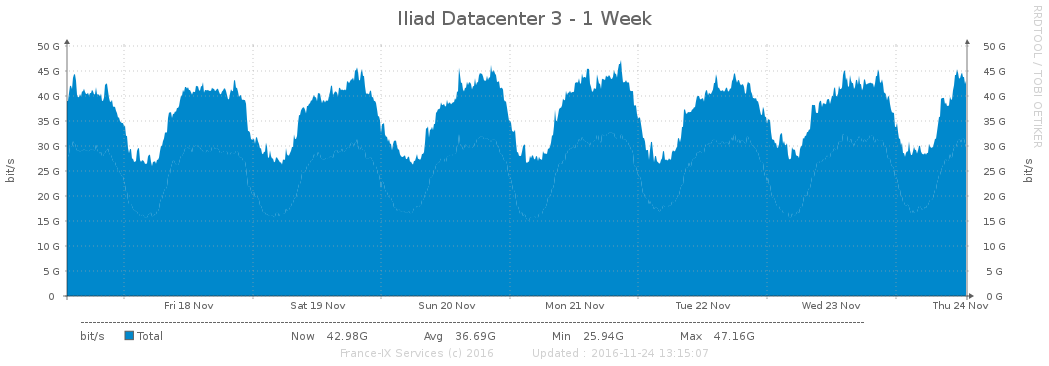 Iliad Datacenter 3 - 1 Week
RRDTOOL / TOBI OETIKER
bit/s
50 G 50 G
45 G 45 G
40 G 40 G
35 G 35 G
30 G 30 G
25 G 25 G
20 G 20 G
15 G 15 G
10 G 10 G
5 G 5 G
0 0 G
bit/s
Fri 18 Nov Sat 19 Nov Sun 20 Nov Mon 21 Nov Tue 22 Nov Wed 23 Nov Thu 24 Nov
bit/s Total Now 42.98G Avg 36.69G Min 25.94G Max 47.16G
France-IX Services (c) 2016 Updated : 2016-11-24 13:15:07